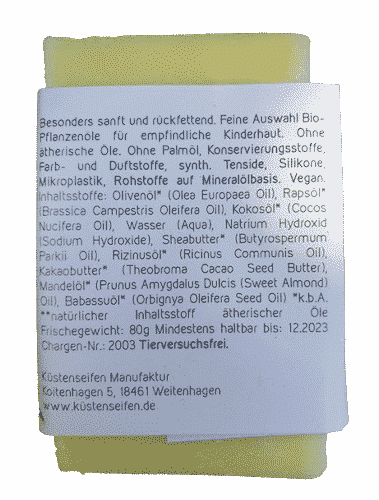 Besonders sanft und rückfettend. Feine Auswahl Bio-
Pflanzenöle für empfindliche Kinderhaut. Ohne
ätherische Öle. Ohne Palmöl, Konservierungsstoffe,
Farb- und Duftstoffe, synth. Tenside, Silikone,
Mikroplastik, Rohstoffe auf Mineralölbasis. Vegan.
Inhaltsstoffe: Olivenöl* (Olea Europaea Oil), Rapsöl*
(Brassica Campestris Oleifera Oil), Kokosöl* (Cocos
Nucifera Oil), Wasser (Aqua), Natrium Hydroxid
(Sodium Hydroxide), Sheabutter* (Butyrospermum
Parkii Oil), Rizinusöl* (Ricinus Communis Oil),
Kakaobutter* (Theobroma Cacao Seed Butter),
Mandelöl* (Prunus Amygdalus Dulcis (Sweet Almond)
Oil), Babassuöl* (Orbignya Oleifera Seed Oil) *k.b.A.
**natürlicher Inhaltsstoff ätherischer Öle
Frischegewicht: 80g Mindestens haltbar bis: 12.2023
Chargen-Nr.: 2003 Tierversuchsfrei.
Küstenseifen Manufaktur
Koitenhagen 5, 18461 Weitenhagen
www.küstenseifen.de